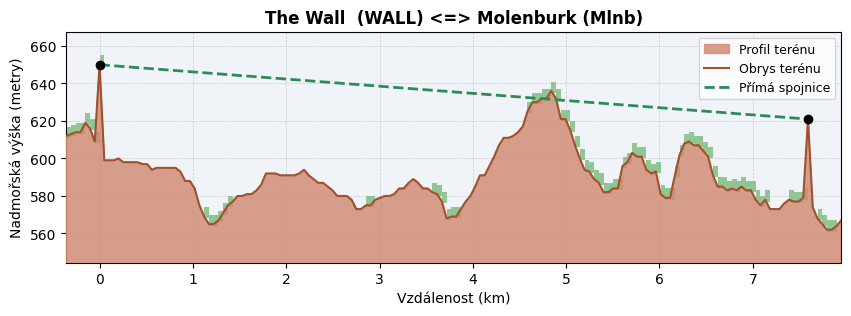 The Wall  (WALL) <=> Molenburk (Mlnb)
Nadmořská výška (metry)
660
640
620
600
580
560
Profil terénu
Obrys terénu
Přímá spojnice
0 1 2 3 4 5 6 7
Vzdálenost (km)